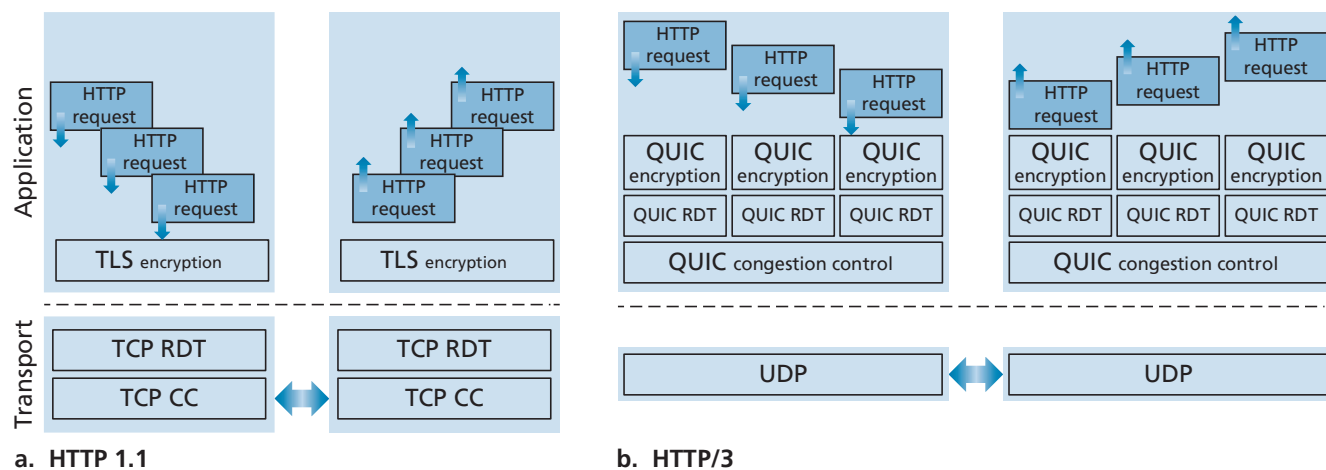 Application
HTTP
request
HTTP
request
HTTP
request
TLS encryption
HTTP
request
HTTP
request
HTTP
request
TLS encryption
Transport
TCP RDT
TCP CC
TCP RDT
TCP CC
a. HTTP 1.1
HTTP
request
HTTP
request
HTTP
request
QUIC
encryption
QUIC
encryption
QUIC
encryption
QUIC RDT
QUIC RDT
QUIC RDT
QUIC congestion control
HTTP
request
HTTP
request
HTTP
request
QUIC
encryption
QUIC
encryption
QUIC
encryption
QUIC RDT
QUIC RDT
QUIC RDT
QUIC congestion control
UDP
UDP
b. HTTP/3